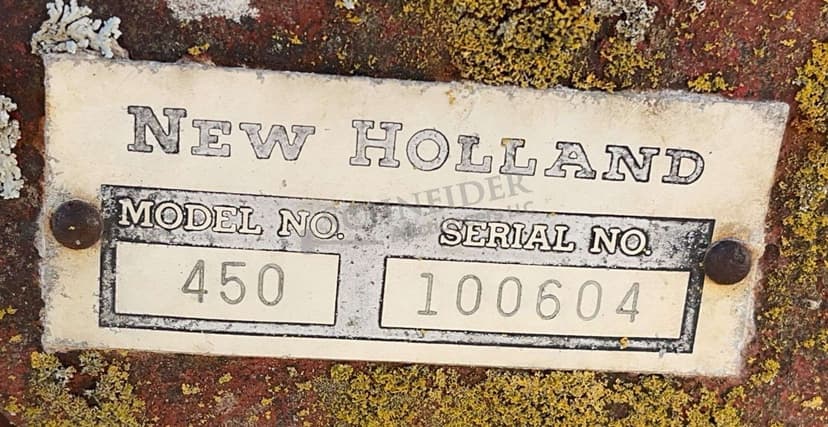 NEW HOLLAND
MODEL NO. SERIAL NO.
450 100604